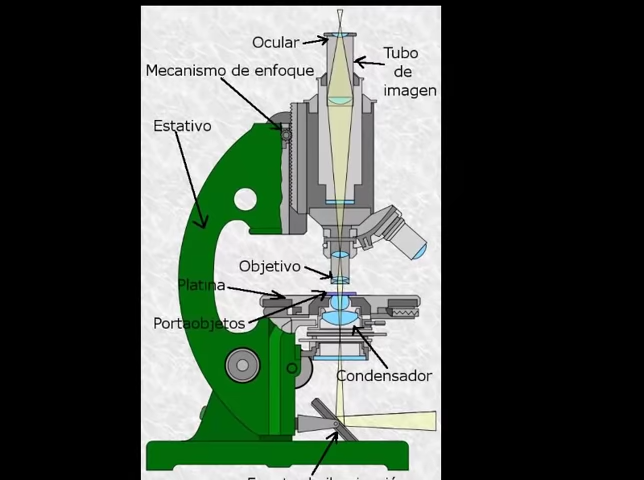 Ocular
Tubo
de
imagen
Mecanismo de enfoque
Estativo
Objetivo
Platina
Portaobjetos
Condensador